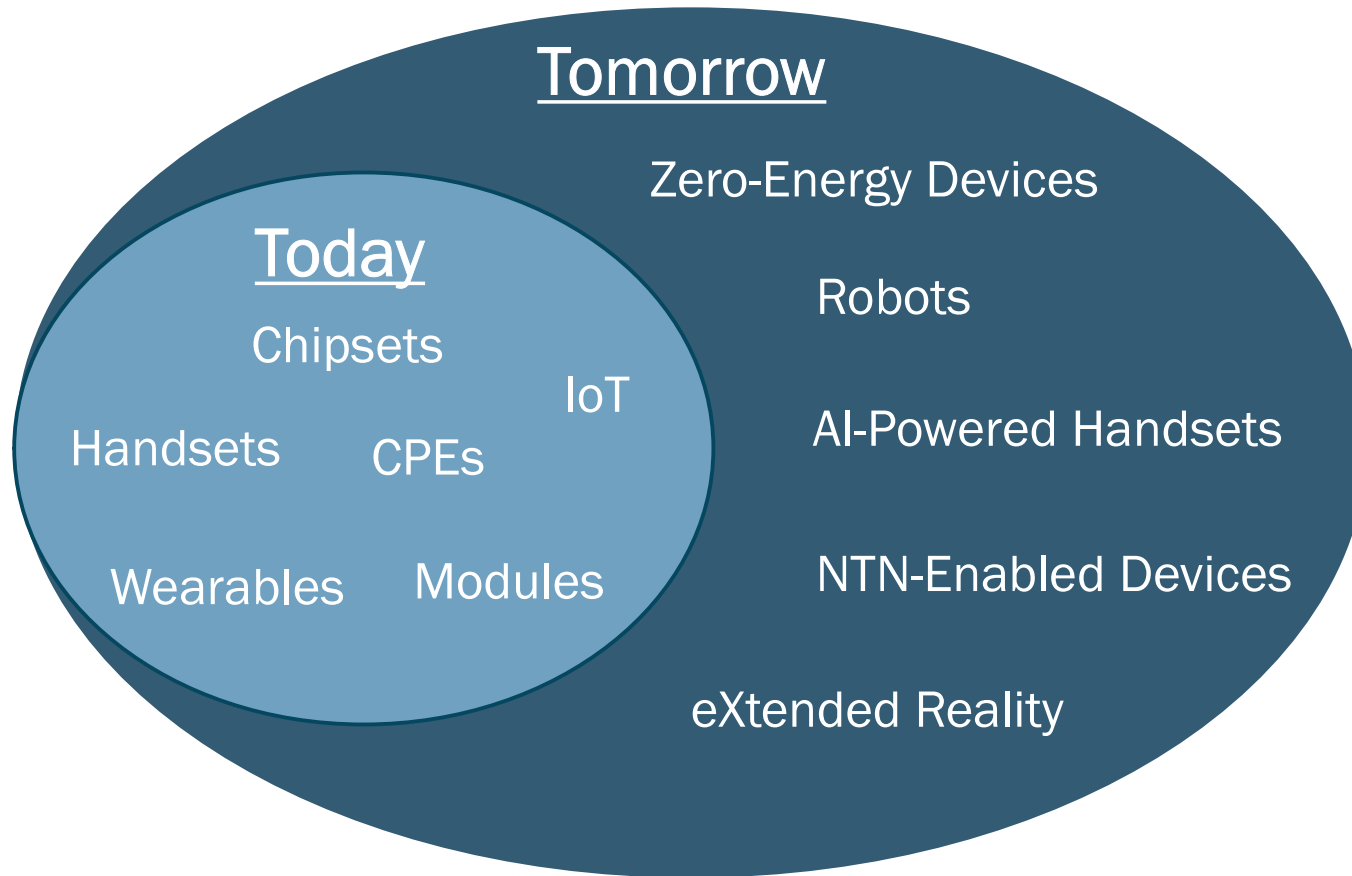 Tomorrow
Zero-Energy Devices
Robots
AI-Powered Handsets
NTN-Enabled Devices
eXtended Reality
Today
Chipsets
IoT
Handsets
CPEs
Wearables
Modules